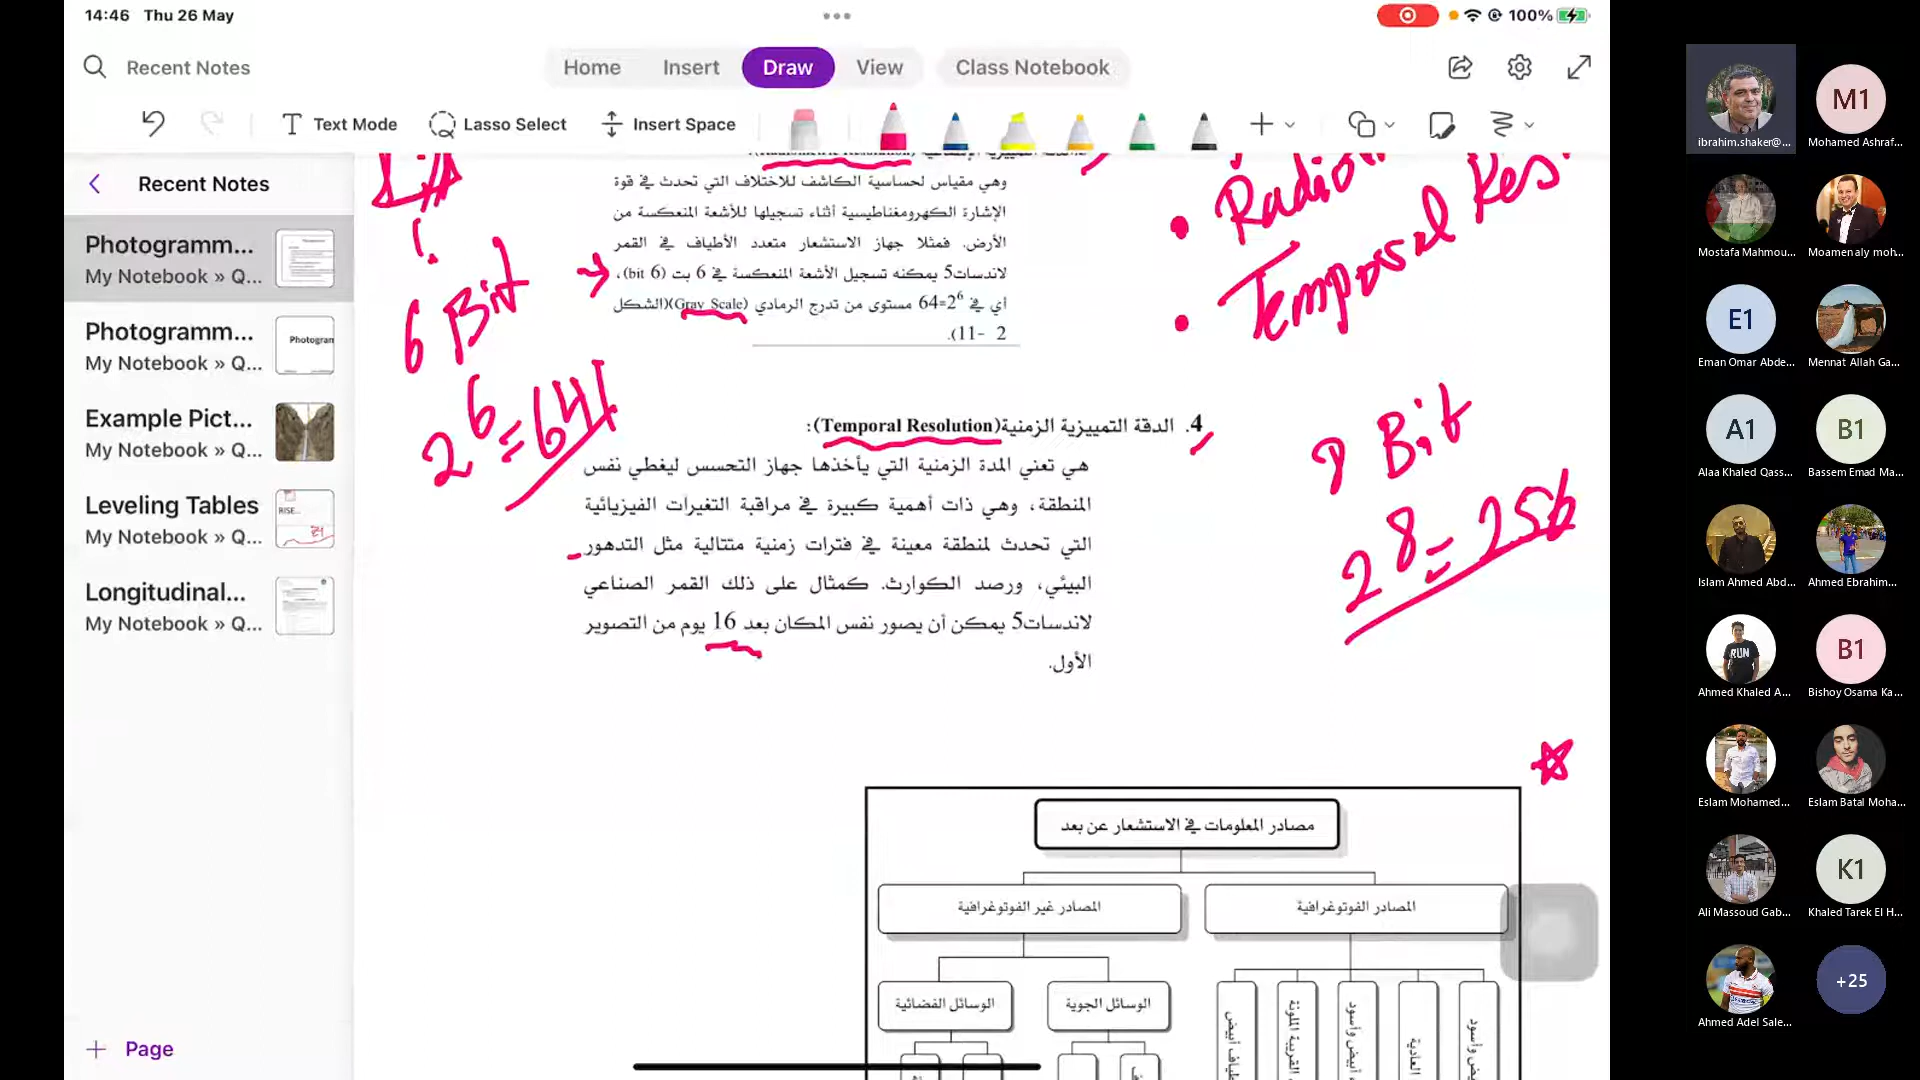 14:46 Thu 26 May
100%
Recent Notes
Home Insert Draw View Class Notebook
Text Mode Lasso Select Insert Space
Recent Notes
Photogramm...
My Notebook » Q...
Photogramm...
My Notebook » Q...
Photogran
Example Pict...
My Notebook » Q...
Leveling Tables
My Notebook » Q...
RISE...
Longitudinal...
My Notebook » Q...
Page
وهي مقياس لحساسية الكاشف للاختلاف التي تحدث في قوة
الإشارة الكهرومغناطيسية أثناء تسجيلها للأشعة المنعكسة من
الأرض. فمثلا جهاز الاستشعار متعدد الأطياف في القمر
لاندسات5 يمكنه تسجيل الأشعة المنعكسة في 6 بت (6 bit)،
أي في 2⁶=64 مستوى من تدرج الرمادي (Gray Scale)(الشكل
2 -11).
6 Bit
2⁶=64
Temporal Res
4. الدقة التمييزية الزمنية(Temporal Resolution):
هي تعني المدة الزمنية التي يأخذها جهاز التحسس ليغطي نفس
المنطقة، وهي ذات أهمية كبيرة في مراقبة التغيرات الفيزيائية
التي تحدث لمنطقة معينة في فترات زمنية متتالية مثل التدهور
البيئي، ورصد الكوارث. كمثال على ذلك القمر الصناعي
لاندسات5 يمكن أن يصور نفس المكان بعد 16 يوم من التصوير
الأول.
8 Bit
2⁸=256
مصادر المعلومات في الاستشعار عن بعد
المصادر الفوتوغرافية
المصادر غير الفوتوغرافية
الوسائل الجوية
الوسائل الفضائية
ibrahim.shaker@...
M1
Mohamed Ashraf...
Mostafa Mahmou...
Moamenaly moh...
E1
Eman Omar Abde...
Mennat Allah Ga...
A1
Alaa Khaled Qass...
B1
Bassem Emad Ma...
Islam Ahmed Abd...
Ahmed Ebrahim...
RUN
Ahmed Khaled A...
B1
Bishoy Osama Ka...
Eslam Mohamed...
Eslam Batal Moha...
Ali Massoud Gab...
K1
Khaled Tarek El H...
Ahmed Adel Sale...
+25